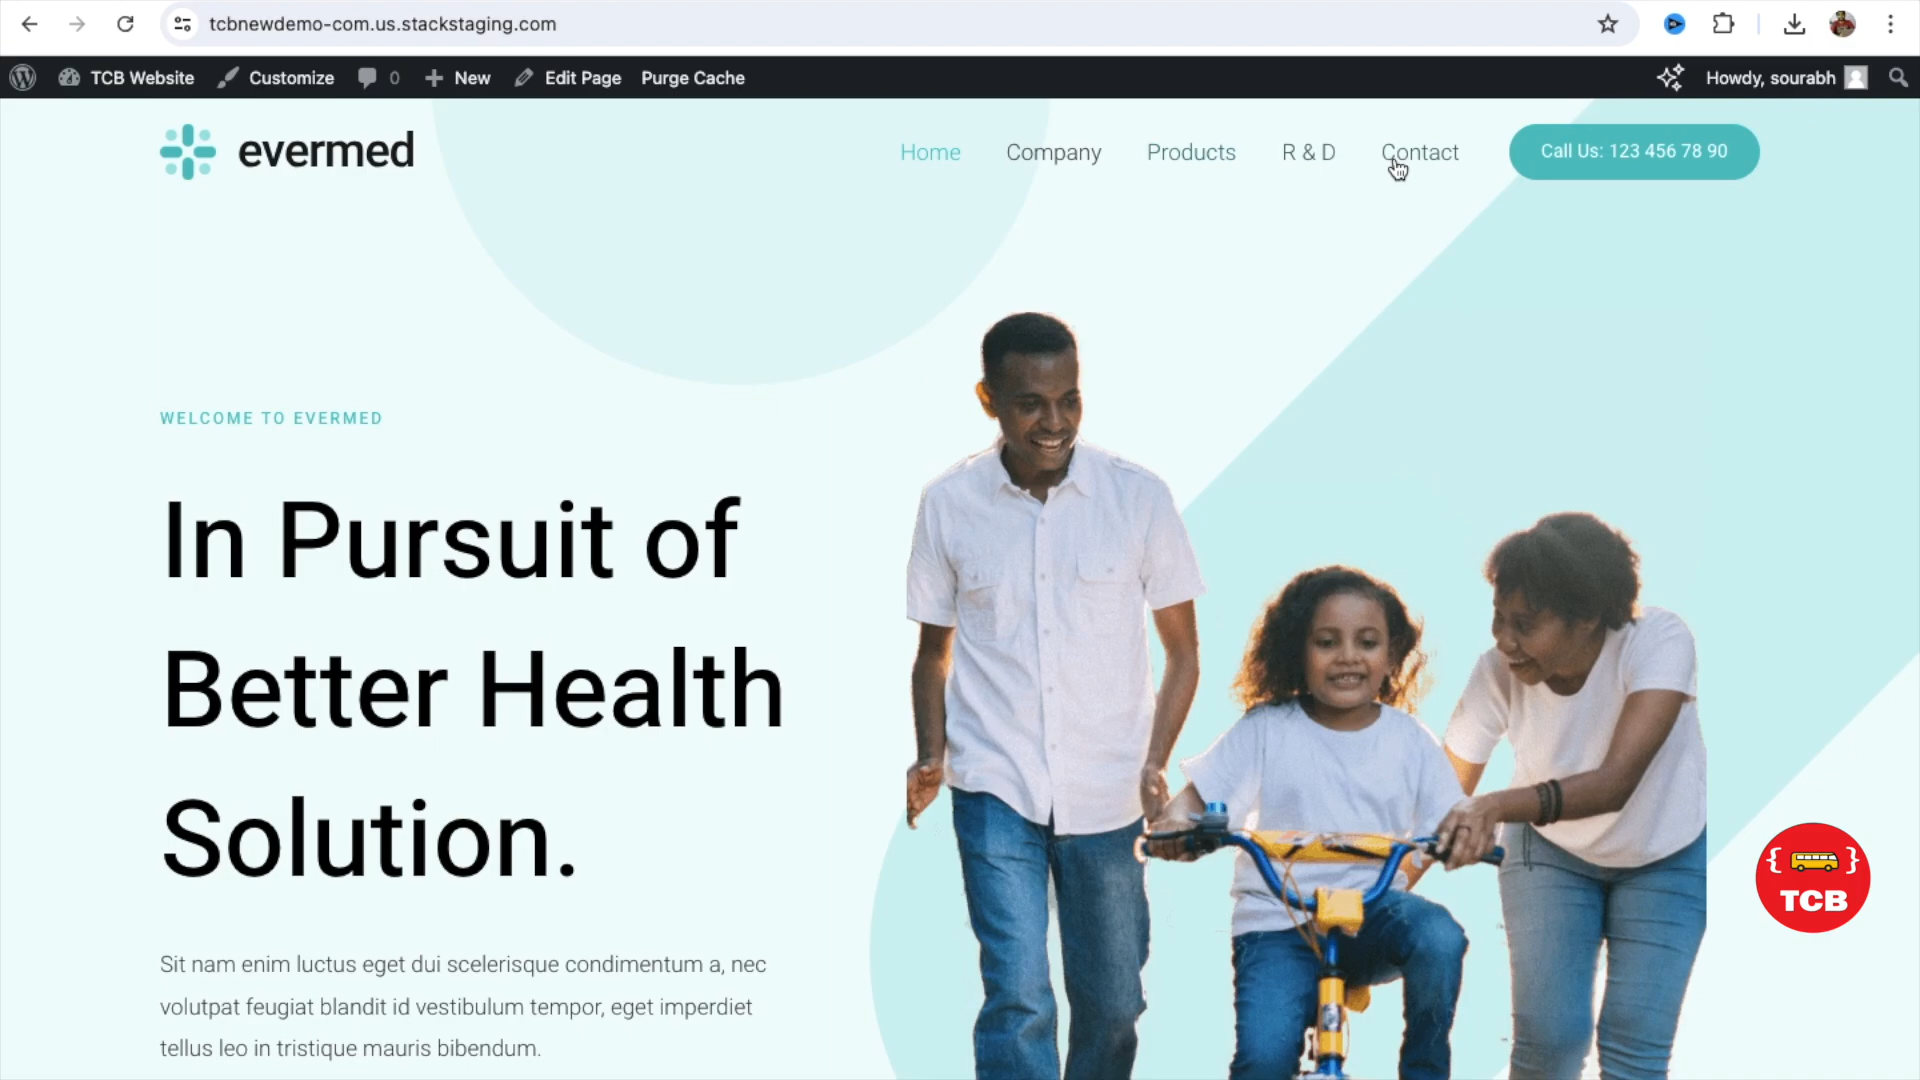 tcbnewdemo-com.us.stackstaging.com
TCB Website
Customize
0
New
Edit Page
Purge Cache
Howdy, sourabh
evermed
Home
Company
Products
R & D
Contact
Call Us: 123 456 78 90
WELCOME TO EVERMED
In Pursuit of
Better Health
Solution.
Sit nam enim luctus eget dui scelerisque condimentum a, nec
volutpat feugiat blandit id vestibulum tempor, eget imperdiet
tellus leo in tristique mauris bibendum.
{ }
TCB